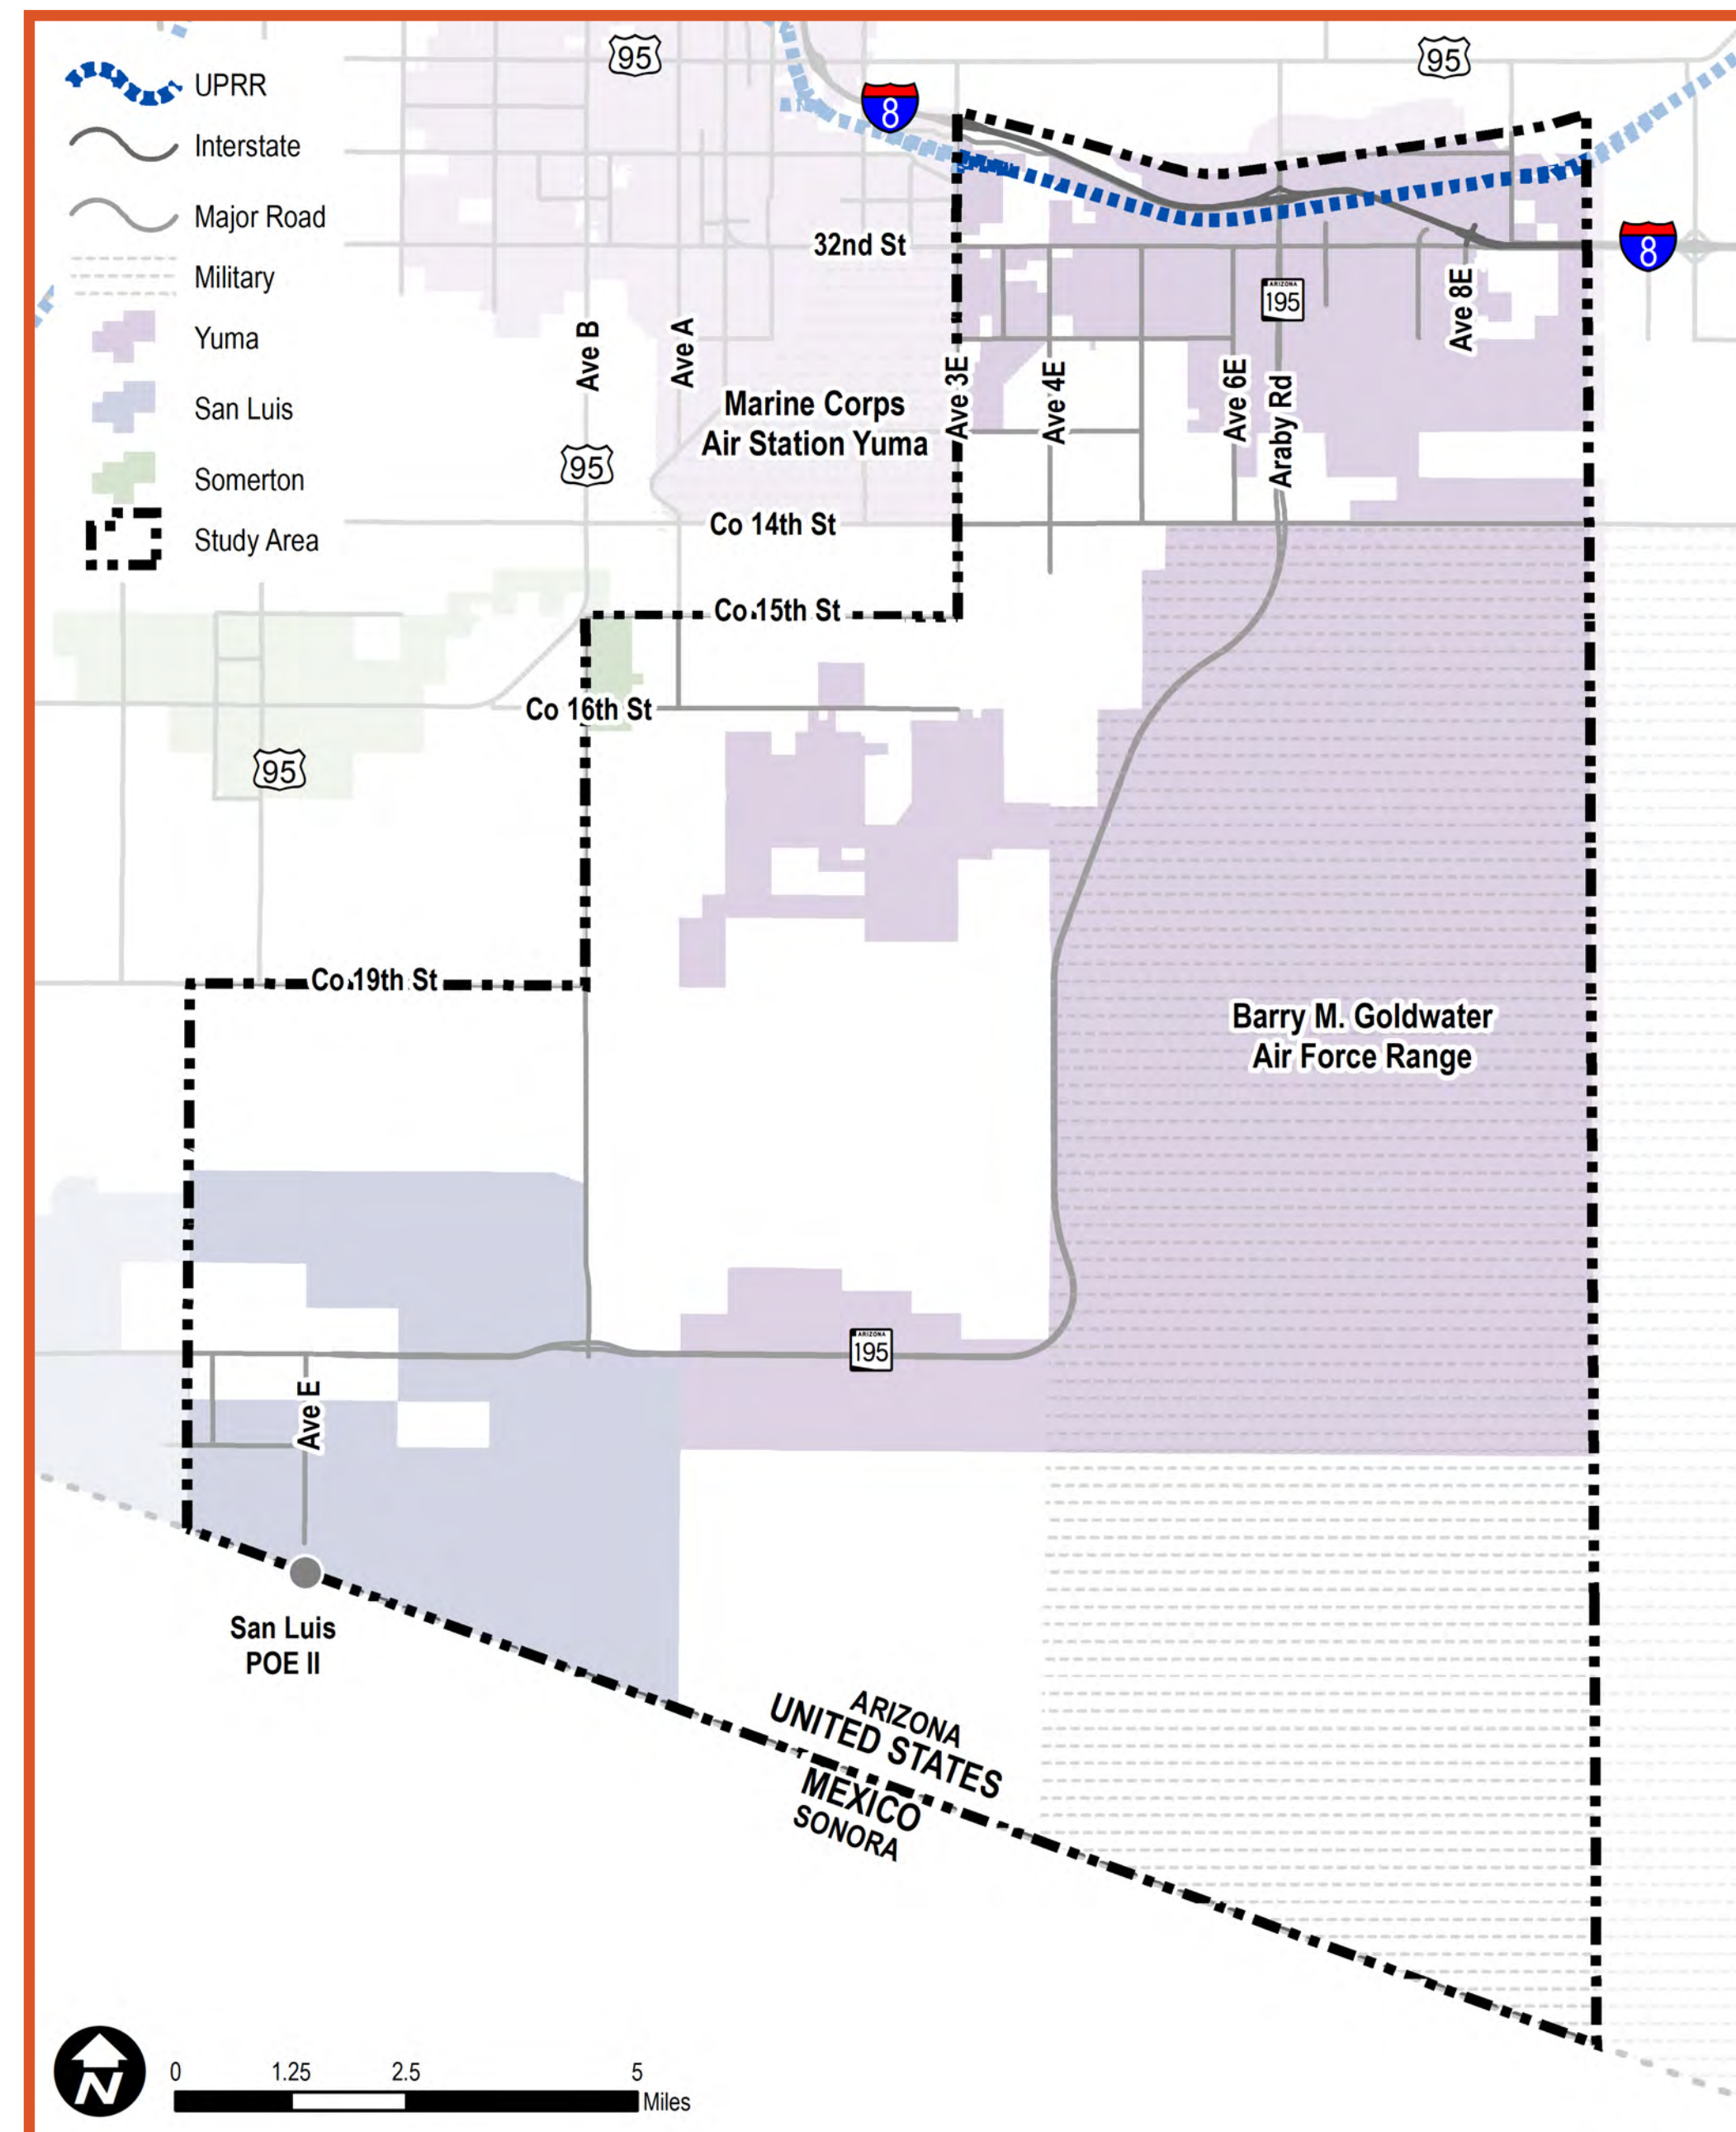 UPRR
Interstate
Major Road
Military
Yuma
San Luis
Somerton
Study Area
95
95
8
8
32nd St
ARIZONA
195
Ave 8E
Ave B
Ave A
Ave 3E
Ave 4E
Ave 6E
Araby Rd
Marine Corps
Air Station Yuma
95
Co 14th St
Co 15th St
Co 16th St
95
Co 19th St
Barry M. Goldwater
Air Force Range
ARIZONA
195
Ave E
San Luis
POE II
ARIZONA
UNITED STATES
MEXICO
SONORA
N
0 1.25 2.5 5
Miles